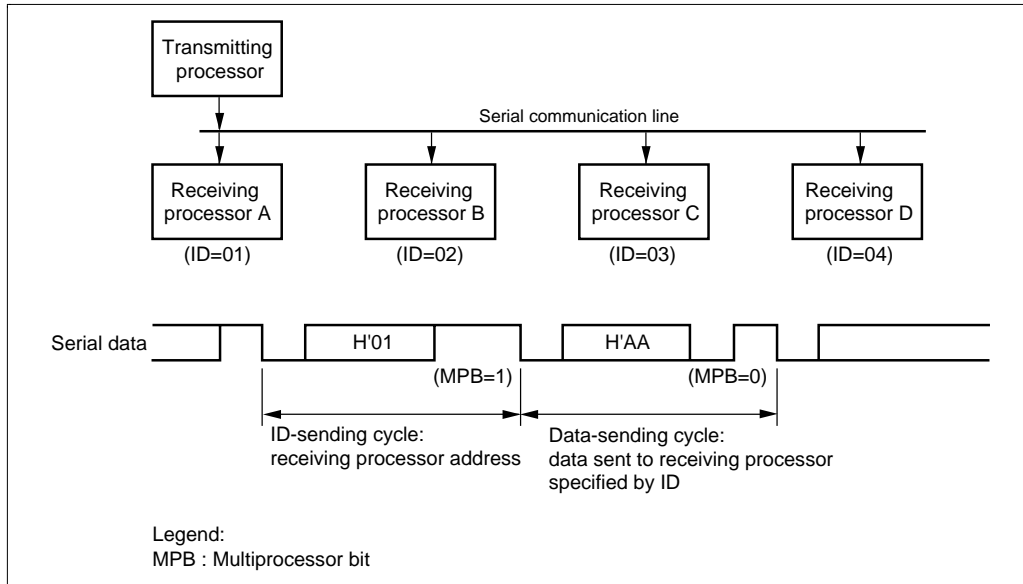 Transmitting
processor
Serial communication line
Receiving
processor A
Receiving
processor B
Receiving
processor C
Receiving
processor D
(ID=01)
(ID=02)
(ID=03)
(ID=04)
Serial data
H'01
H'AA
(MPB=1)
(MPB=0)
ID-sending cycle:
receiving processor address
Data-sending cycle:
data sent to receiving processor
specified by ID
Legend:
MPB : Multiprocessor bit